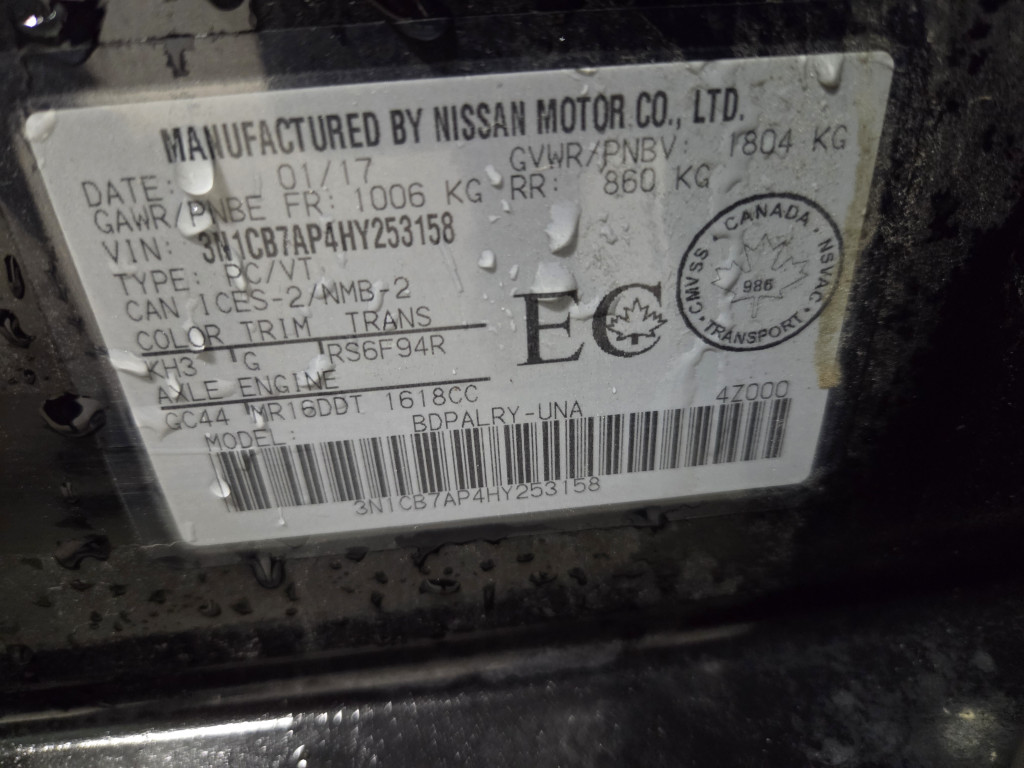 MANUFACTURED BY NISSAN MOTOR CO., LTD.
DATE: 01/17 GVWR/PNBV: 1804 KG
GAWR/PNBE FR: 1006 KG RR: 860 KG
VIN: 3N1CB7AP4HY253158
TYPE: PC/VT
CAN ICES-2/NMB-2
COLOR TRIM TRANS
KH3 G RS6F94R
AXLE ENGINE
GC44 MR16DDT 1618CC
MODEL: BDPALRY-UNA 4Z000
3N1CB7AP4HY253158
EC
CANADA
CMVSS NSVAC
986
TRANSPORT